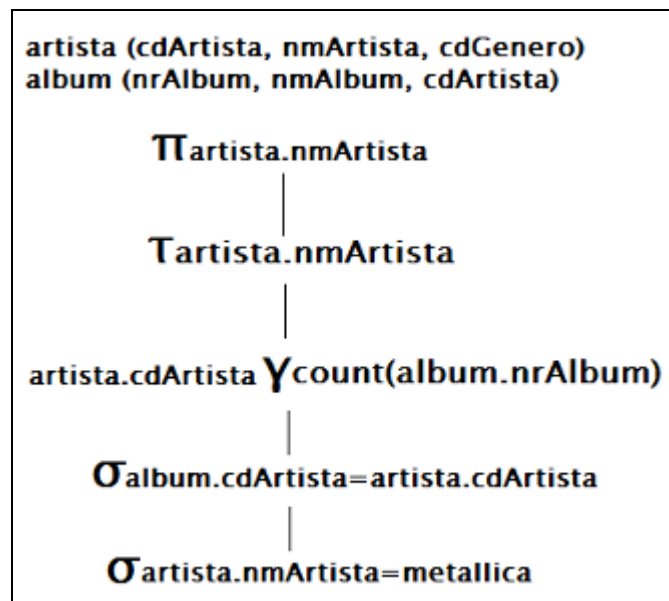 artista (cdArtista, nmArtista, cdGenero)
album (nrAlbum, nmAlbum, cdArtista)
πartista.nmArtista
τartista.nmArtista
artista.cdArtista γcount(album.nrAlbum)
σalbum.cdArtista=artista.cdArtista
σartista.nmArtista=metallica